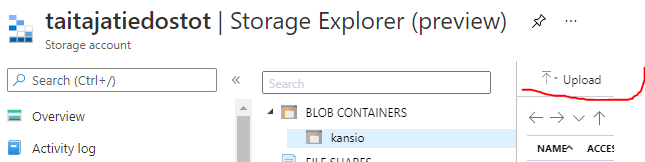 taitajatiedostot | Storage Explorer (preview)
Storage account
Search (Ctrl+/)
Overview
Activity log
Search
BLOB CONTAINERS
kansio
FILE SHARES
Upload
NAME
ACCES